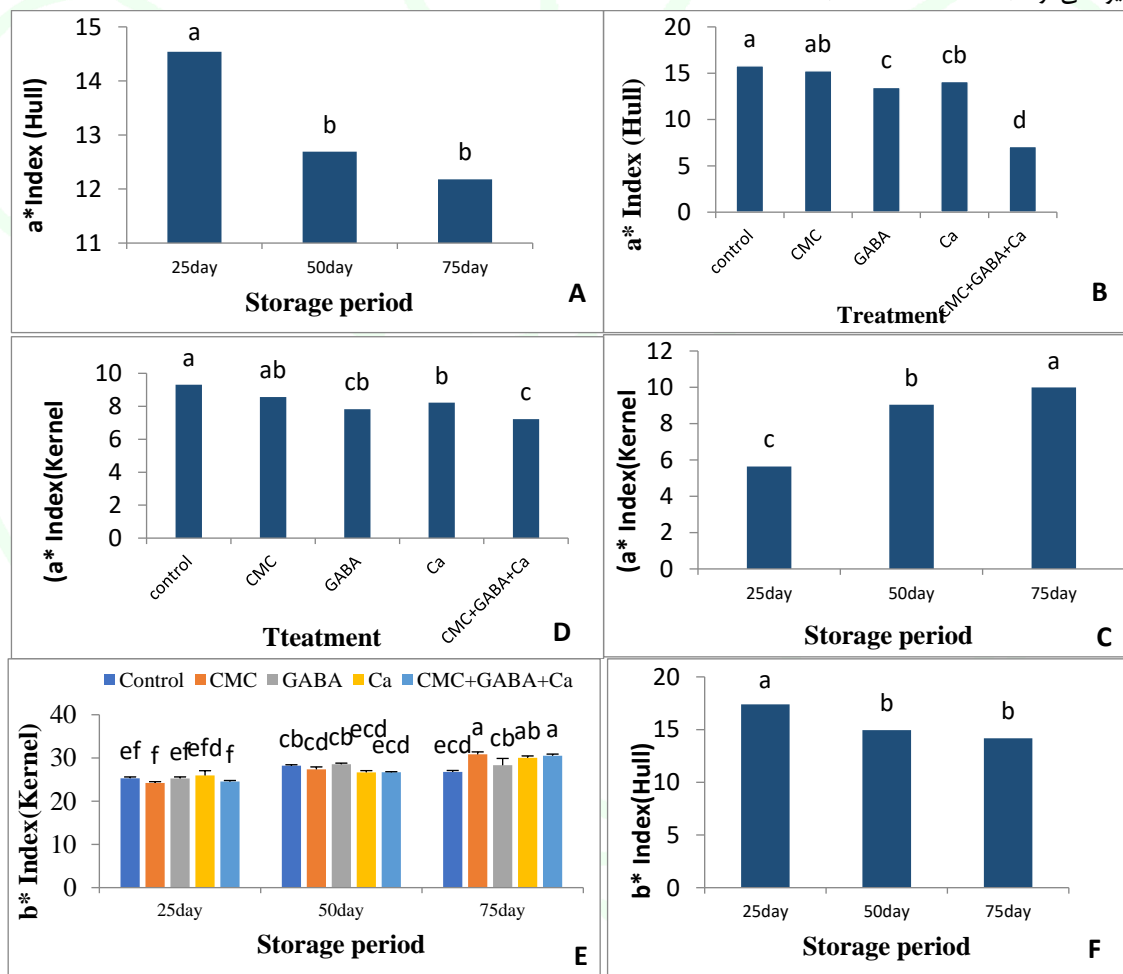 15
14
13
12
11
a*Index (Hull)
a
b
b
25day
50day
75day
Storage period
A
20
15
10
5
0
a* Index (Hull)
a
ab
c
cb
d
control
CMC
GABA
Ca
CMC+GABA+Ca
Treatment
B
10
8
6
4
2
0
(a* Index(Kernel
a
ab
cb
b
c
control
CMC
GABA
Ca
CMC+GABA+Ca
Tteatment
D
12
10
8
6
4
2
0
(a* Index(Kernel
c
b
a
25day
50day
75day
Storage period
C
Control CMC GABA Ca CMC+GABA+Ca
40
30
20
10
0
b* Index(Kernel)
ef f ef efd f
cb cd cb ecd ecd
ecd a cb ab a
25day
50day
75day
Storage period
E
20
15
10
5
0
b* Index(Hull)
a
b
b
25day
50day
75day
Storage period
F